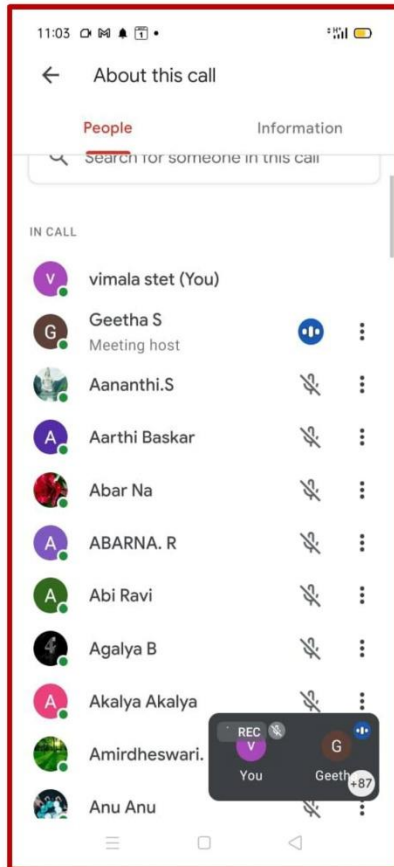 11:03
←  About this call
People  Information
Search for someone in this call
IN CALL
V vimala stet (You)
G Geetha S
Meeting host
Aananthi.S
A Aarthi Baskar
Abar Na
A ABARNA. R
A Abi Ravi
Agalya B
A Akalya Akalya
Amirdheswari.
Anu Anu
REC
V G
You Geetha
+87